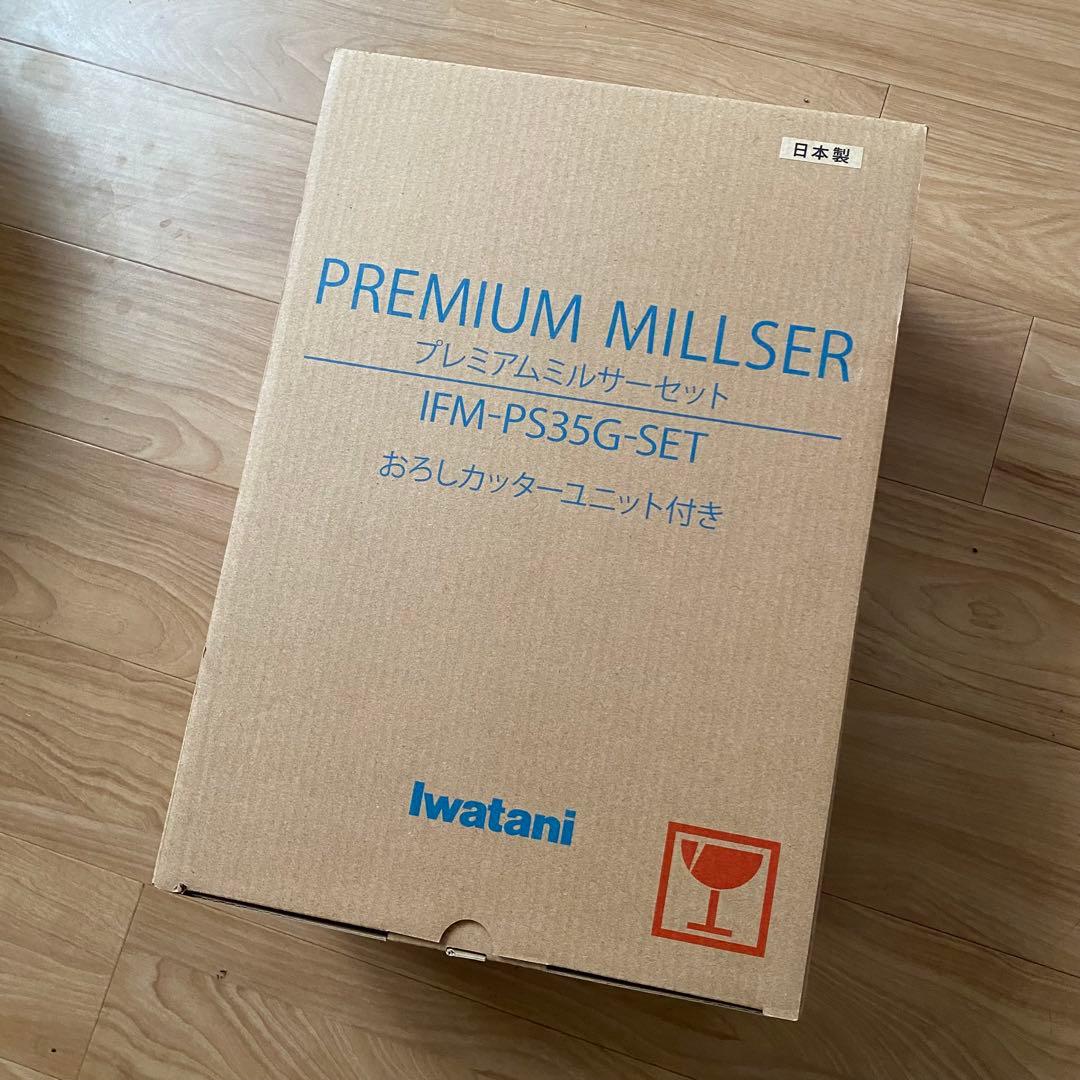 日本製
PREMIUM MILLSER
プレミアムミルサーセット
IFM-PS35G-SET
おろしカッターユニット付き
Iwatani